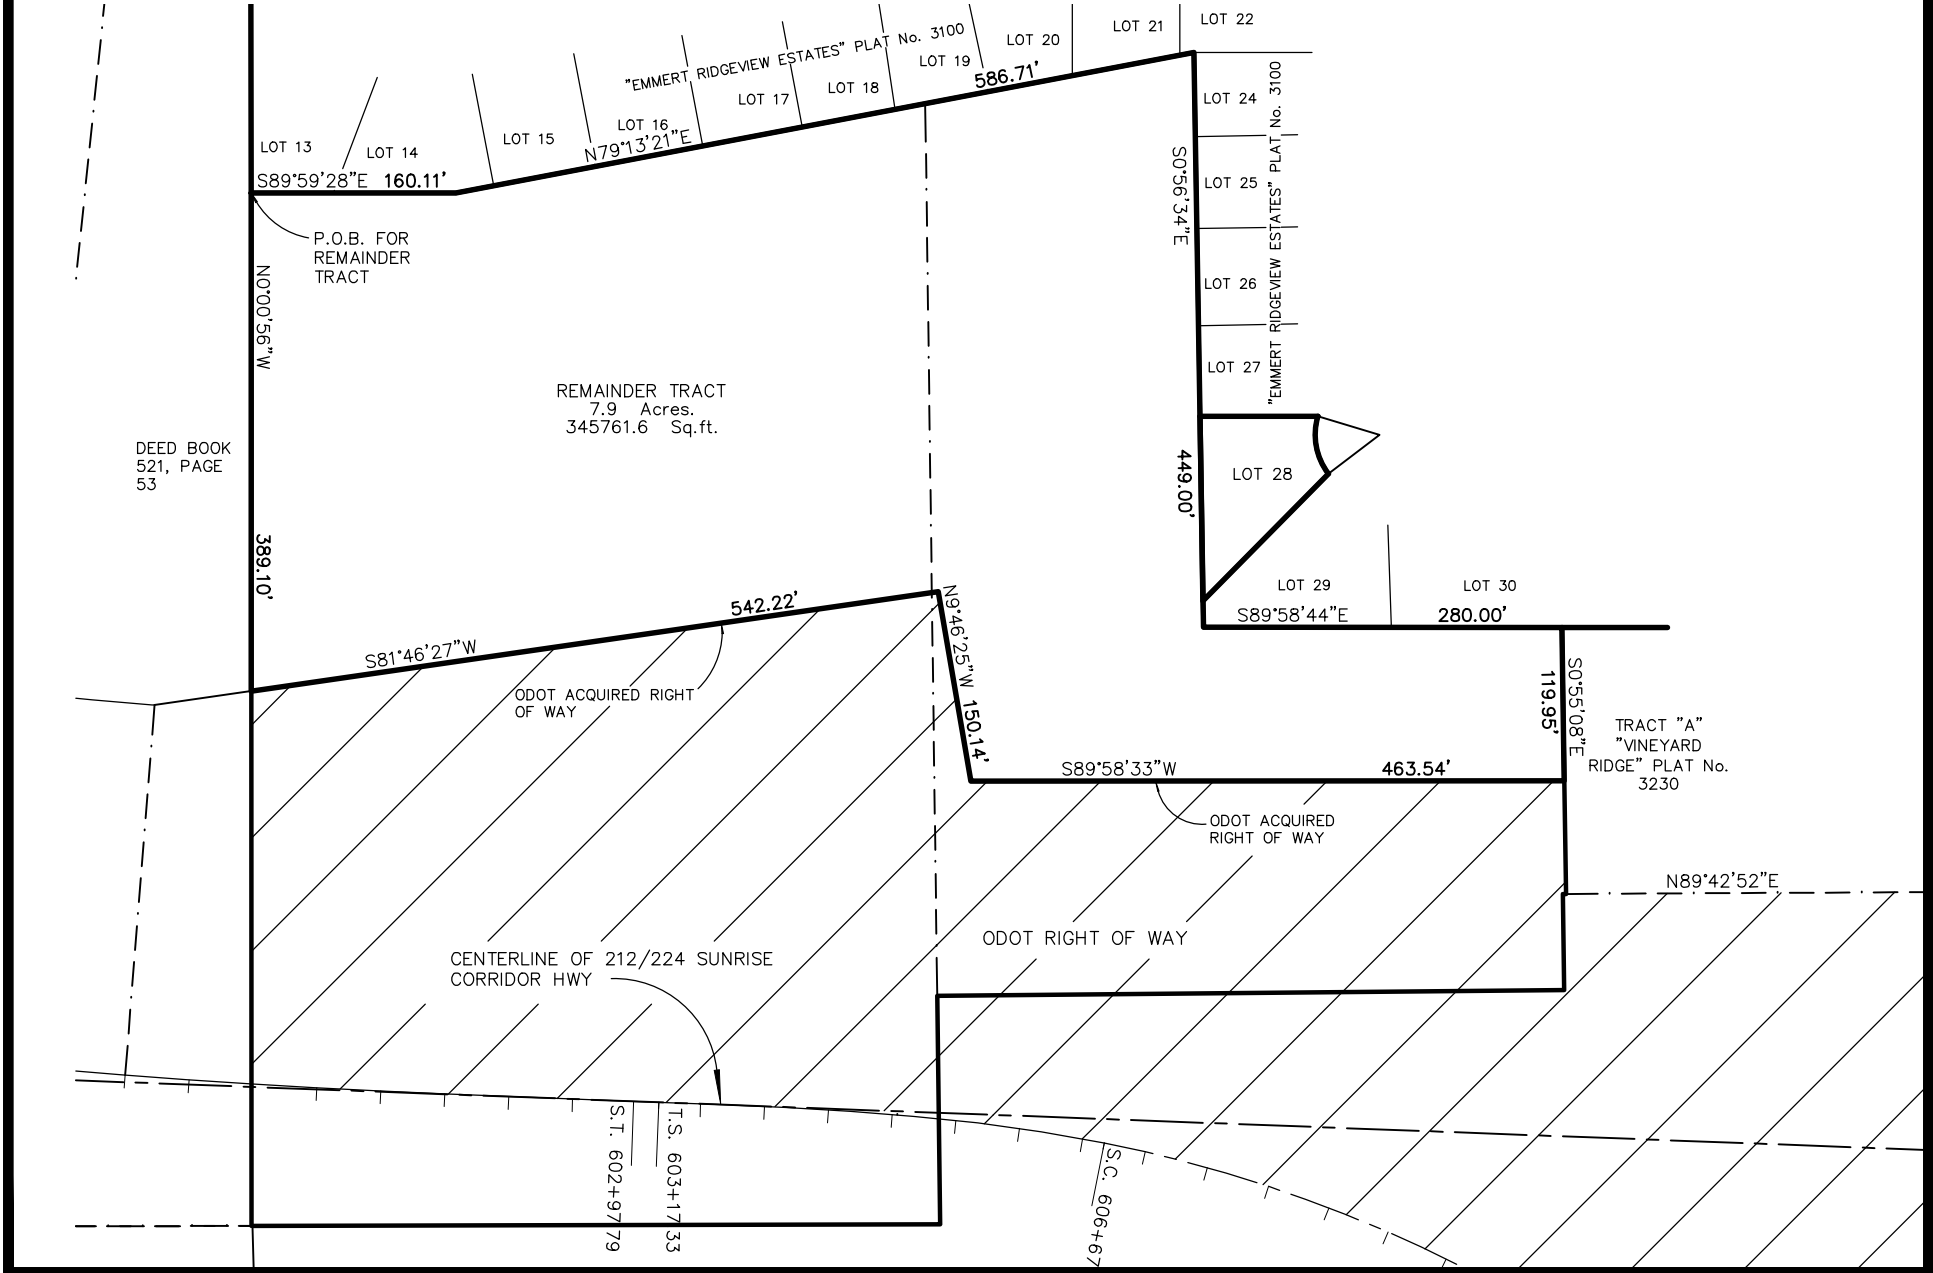 LOT 22
LOT 21
LOT 20
LOT 19
LOT 18
LOT 17
LOT 16
LOT 15
LOT 14
LOT 13
"EMMERT RIDGEVIEW ESTATES" PLAT No. 3100
586.71'
N79°13'21"E
S89°59'28"E 160.11'
LOT 24
LOT 25
LOT 26
LOT 27
"EMMERT RIDGEVIEW ESTATES" PLAT No. 3100
S0°56'34"E
449.00'
P.O.B. FOR
REMAINDER
TRACT
N0°00'56"W
389.10'
REMAINDER TRACT
7.9 Acres.
345761.6 Sq.ft.
DEED BOOK
521, PAGE
53
LOT 28
LOT 29
LOT 30
S89°58'44"E 280.00'
542.22'
S81°46'27"W
N9°46'25"W 150.14'
ODOT ACQUIRED RIGHT
OF WAY
S0°55'08"E
119.95'
TRACT "A"
"VINEYARD
RIDGE" PLAT No.
3230
S89°58'33"W 463.54'
ODOT ACQUIRED
RIGHT OF WAY
N89°42'52"E
ODOT RIGHT OF WAY
CENTERLINE OF 212/224 SUNRISE
CORRIDOR HWY
S.T. 602+97.79
T.S. 603+17.33
S.C. 606+67